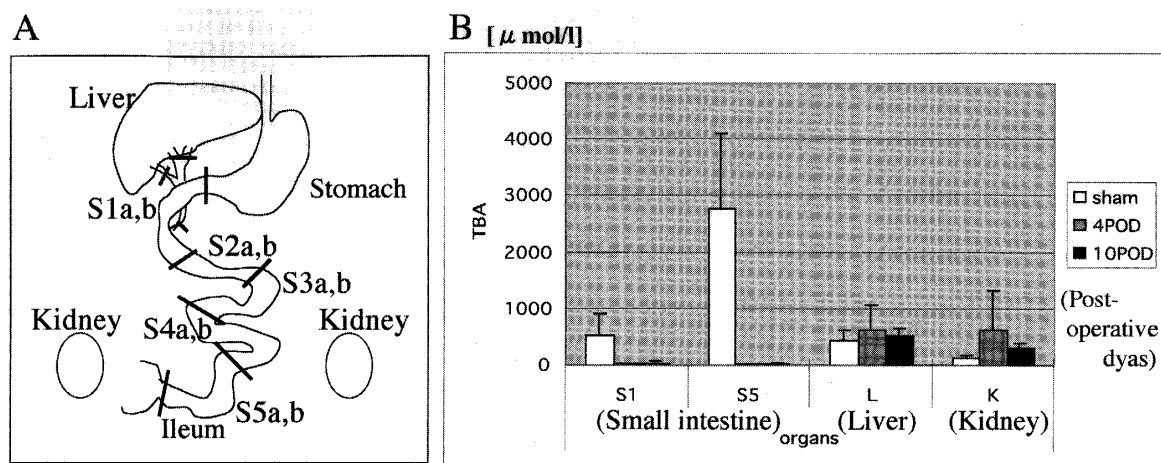 A
Liver
Stomach
S1a,b
S2a,b
S3a,b
Kidney
S4a,b
Kidney
S5a,b
Ileum
B
[ μ mol/l]
TBA
5000
4000
3000
2000
1000
0
S1
S5
L
K
(Small intestine)
organs
(Liver)
(Kidney)
sham
4POD
10POD
(Post-
operative
dyas)